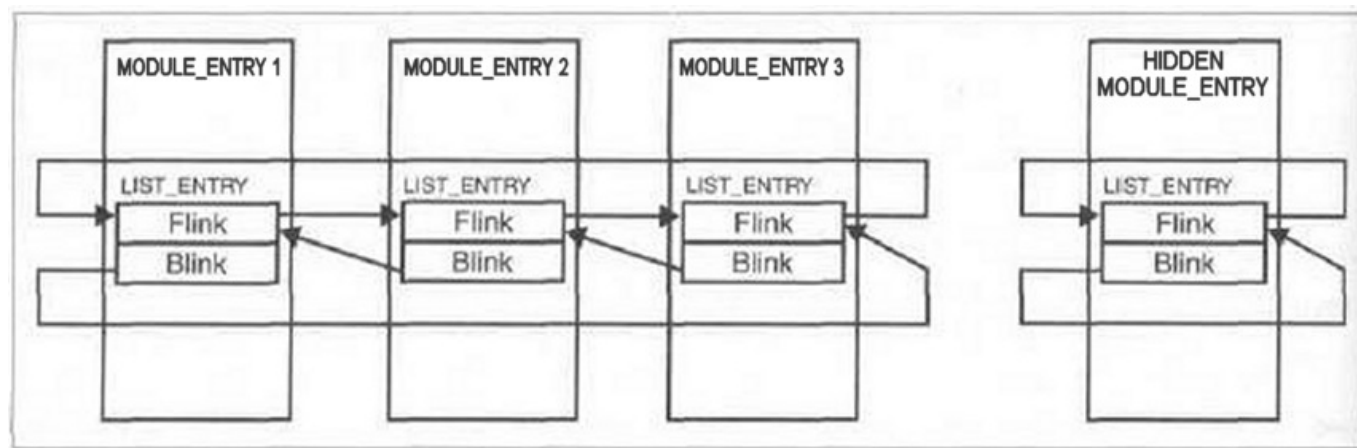 MODULE_ENTRY 1
MODULE_ENTRY 2
MODULE_ENTRY 3
HIDDEN
MODULE_ENTRY
LIST_ENTRY
LIST_ENTRY
LIST_ENTRY
LIST_ENTRY
Flink
Flink
Flink
Flink
Blink
Blink
Blink
Blink